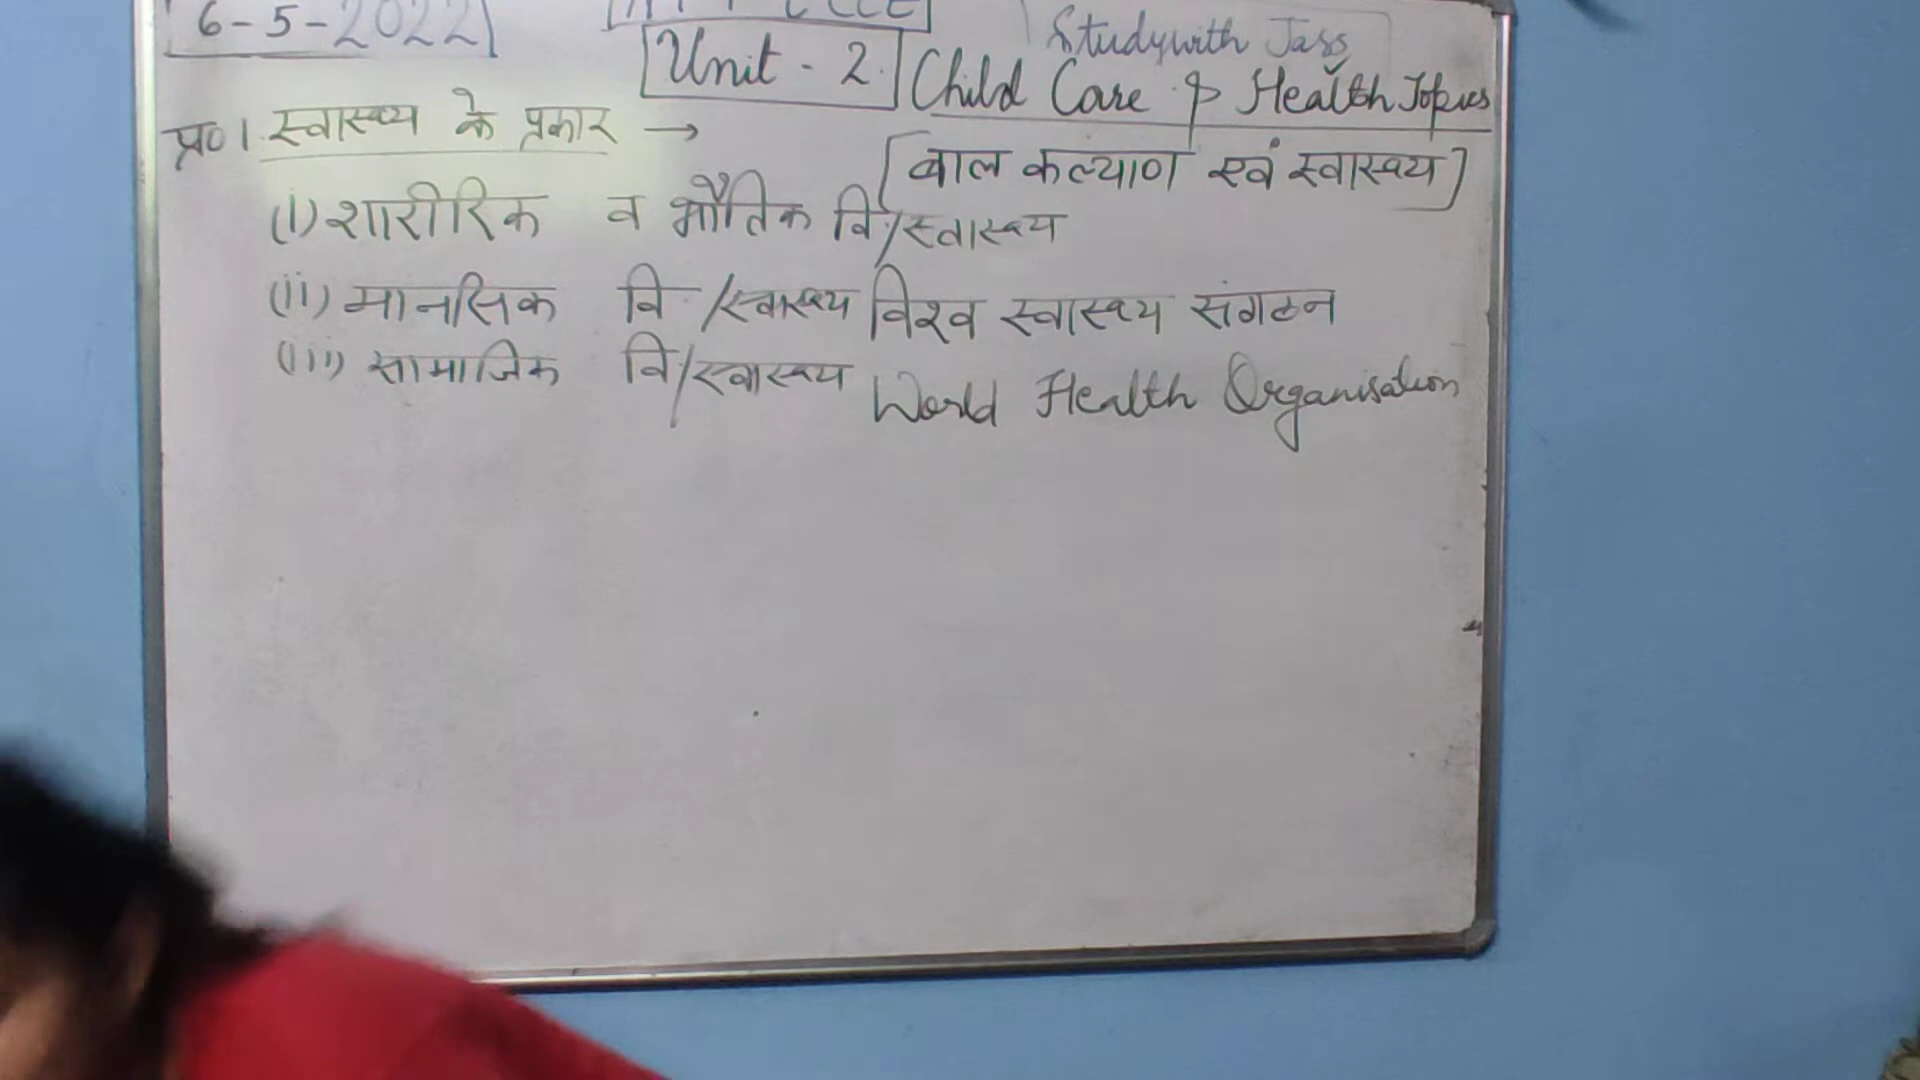 6-5-2022
Studywith Jass
Unit - 2.
Child Care & Health Topics
[बाल कल्याण एवं स्वास्थ्य]
प्र० 1. स्वास्थ्य के प्रकार →
(i) शारीरिक व भौतिक वि·/स्वास्थ्य
(ii) मानसिक वि·/स्वास्थ्य
विश्व स्वास्थ्य संगठन
(iii) सामाजिक वि·/स्वास्थ्य
World Health Organisation